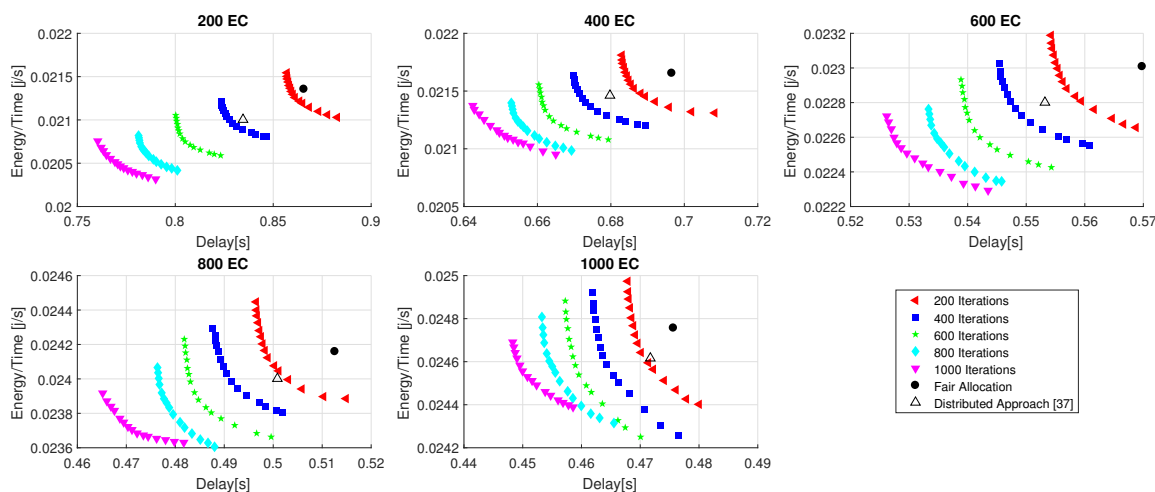 200 EC
Energy/Time [j/s]
0.022
0.0215
0.021
0.0205
0.02
0.76 0.8 0.85 0.9
Delay[s]
400 EC
Energy/Time [j/s]
0.022
0.0215
0.021
0.0205
0.64 0.66 0.68 0.7 0.72
Delay[s]
600 EC
Energy/Time [j/s]
0.0232
0.023
0.0228
0.0226
0.0224
0.0222
0.52 0.53 0.54 0.55 0.56 0.57
Delay[s]
800 EC
Energy/Time [j/s]
0.0246
0.0244
0.0242
0.024
0.0238
0.0236
0.46 0.47 0.48 0.49 0.5 0.51 0.52
Delay[s]
1000 EC
Energy/Time [j/s]
0.025
0.0248
0.0246
0.0244
0.0242
0.44 0.45 0.46 0.47 0.48 0.49
Delay[s]
200 Iterations
400 Iterations
600 Iterations
800 Iterations
1000 Iterations
Fair Allocation
Distributed Approach [37]